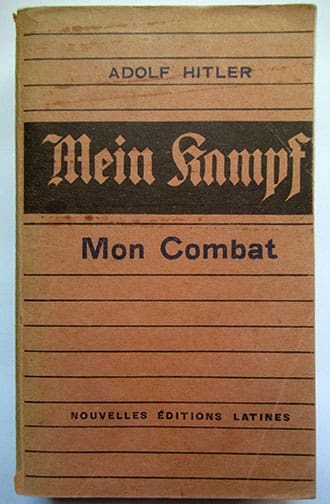 ADOLF HITLER
Mein Kampf
Mon Combat
NOUVELLES ÉDITIONS LATINES